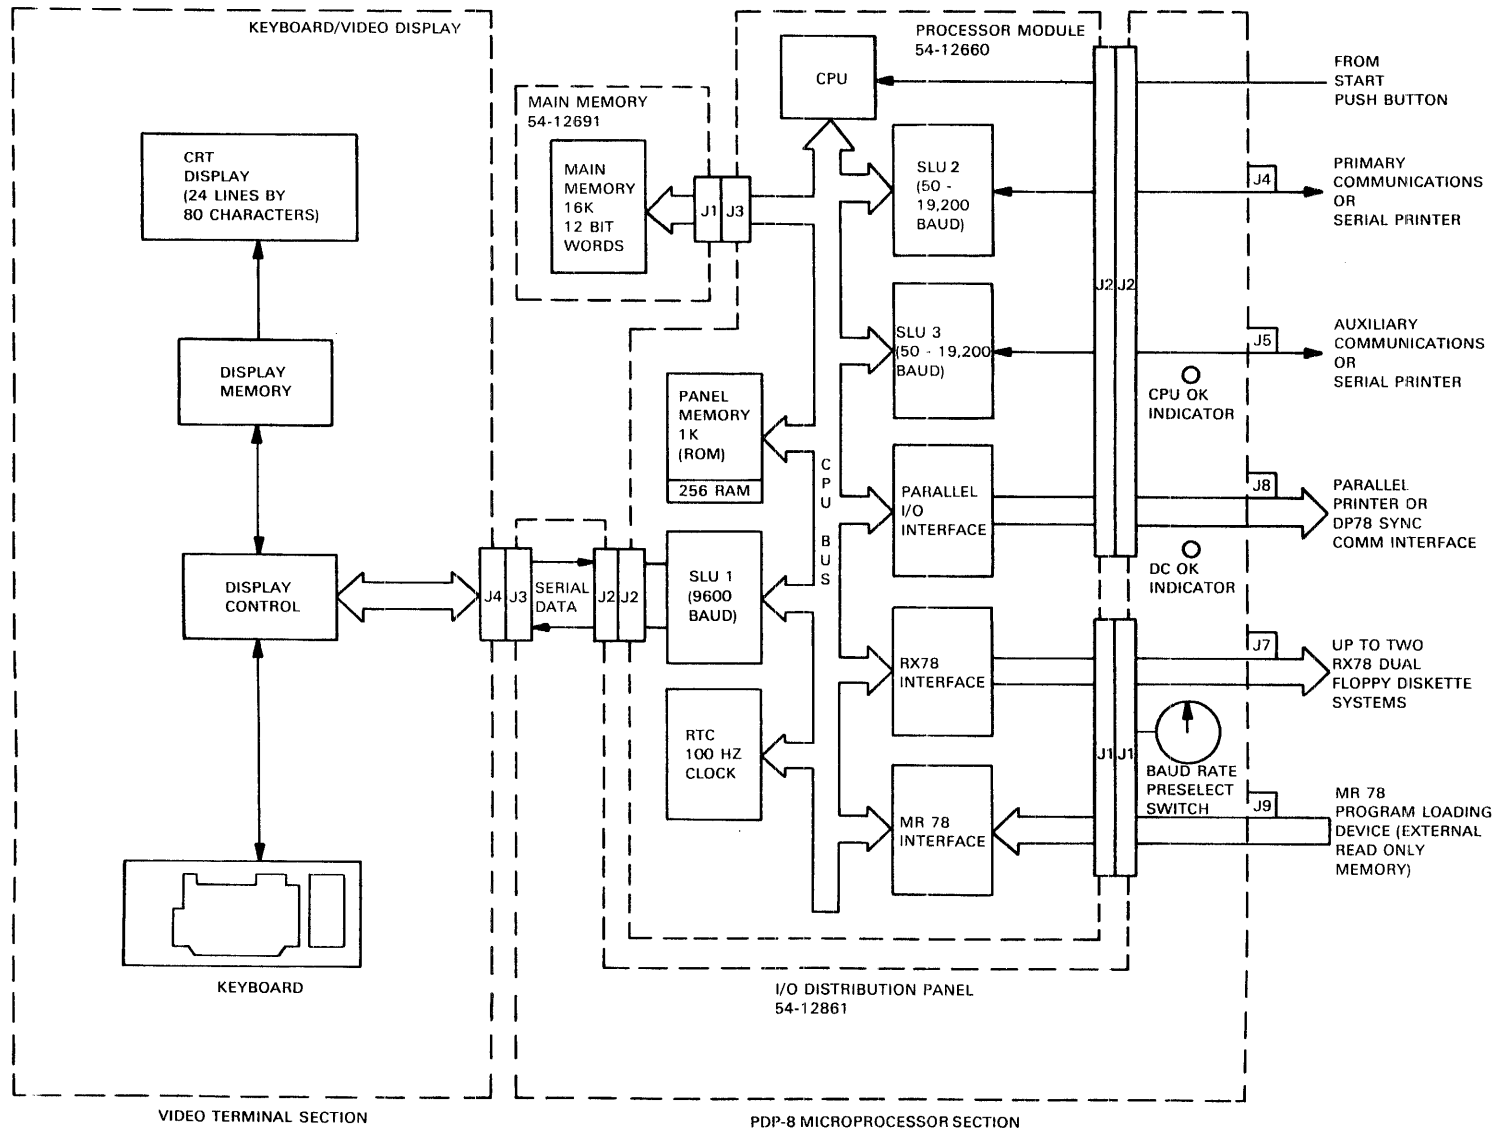 KEYBOARD/VIDEO DISPLAY
CRT
DISPLAY
(24 LINES BY
80 CHARACTERS)
DISPLAY
MEMORY
DISPLAY
CONTROL
KEYBOARD
VIDEO TERMINAL SECTION
MAIN MEMORY
54-12691
MAIN
MEMORY
16K
12 BIT
WORDS
J1
J3
PROCESSOR MODULE
54-12660
CPU
SLU 2
(50 -
19,200
BAUD)
SLU 3
(50 - 19,200
BAUD)
PANEL
MEMORY
1K
(ROM)
256 RAM
CPU BUS
PARALLEL
I/O
INTERFACE
J4
J3
SERIAL
DATA
J2
J2
SLU 1
(9600
BAUD)
RX78
INTERFACE
RTC
100 HZ
CLOCK
MR 78
INTERFACE
J2
J2
J1
J1
FROM
START
PUSH BUTTON
J4
PRIMARY
COMMUNICATIONS
OR
SERIAL PRINTER
J5
AUXILIARY
COMMUNICATIONS
OR
SERIAL PRINTER
CPU OK
INDICATOR
J8
PARALLEL
PRINTER OR
DP78 SYNC
COMM INTERFACE
DC OK
INDICATOR
J7
UP TO TWO
RX78 DUAL
FLOPPY DISKETTE
SYSTEMS
BAUD RATE
PRESELECT
SWITCH
J9
MR 78
PROGRAM LOADING
DEVICE (EXTERNAL
READ ONLY
MEMORY)
I/O DISTRIBUTION PANEL
54-12861
PDP-8 MICROPROCESSOR SECTION